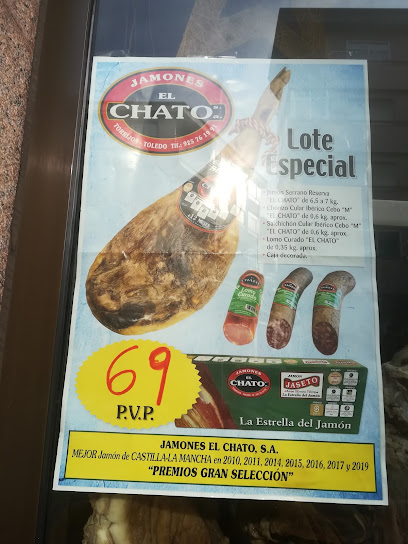 JAMONES
EL
CHATO
TORRIJOS - TOLEDO
Lote
Especial
- Jamón Serrano Reserva
"EL CHATO" de 6,5 a 7 kg.
- Chorizo Cular Ibérico Cebo "M"
"EL CHATO" de 0,6 kg. aprox.
- Salchichón Cular Ibérico Cebo "M"
"EL CHATO" de 0,6 kg. aprox.
- Lomo Curado "EL CHATO"
de 0,35 kg. aprox.
- Caja decorada.
69
P.V.P.
JAMONES
EL
CHATO
JASETO
La Estrella del Jamón
La Estrella del Jamón
JAMONES EL CHATO, S.A.
MEJOR Jamón de CASTILLA-LA MANCHA en 2010, 2011, 2014, 2015, 2016, 2017 y 2019
"PREMIOS GRAN SELECCIÓN"